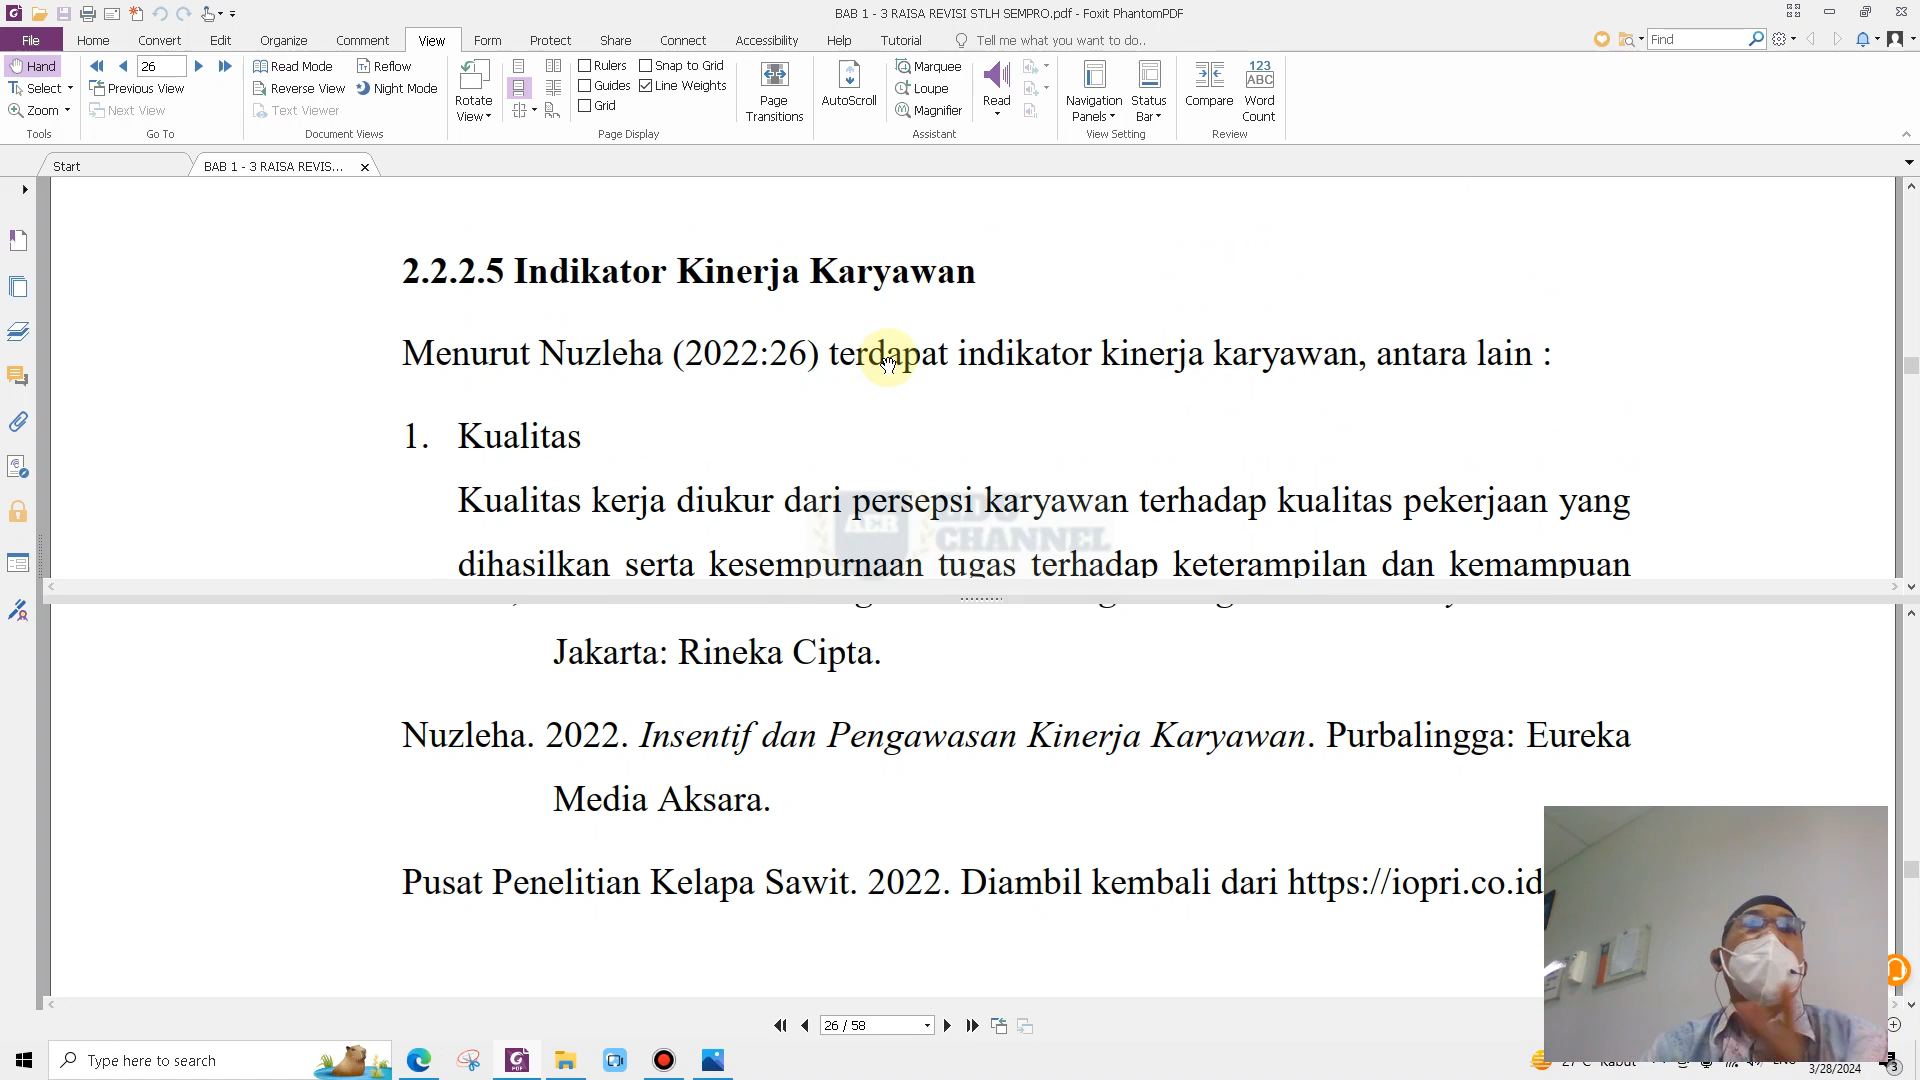 BAB 1 - 3 RAISA REVISI STLH SEMPRO.pdf - Foxit PhantomPDF
File Home Convert Edit Organize Comment View Form Protect Share Connect Accessibility Help Tutorial Tell me what you want to do.. Find
Hand 26 Read Mode Reflow Rulers Snap to Grid Marquee
Select Previous View Reverse View Night Mode Guides Line Weights Loupe
Zoom Next View Text Viewer Grid Magnifier
Rotate View Page Transitions AutoScroll Read Navigation Panels Status Bar Compare 123 ABC Word Count
Tools Go To Document Views Page Display Assistant View Setting Review
Start BAB 1 - 3 RAISA REVIS...
2.2.2.5 Indikator Kinerja Karyawan
Menurut Nuzleha (2022:26) terdapat indikator kinerja karyawan, antara lain :
1. Kualitas
Kualitas kerja diukur dari persepsi karyawan terhadap kualitas pekerjaan yang
dihasilkan serta kesempurnaan tugas terhadap keterampilan dan kemampuan
AER EDU CHANNEL
Jakarta: Rineka Cipta.
Nuzleha. 2022. Insentif dan Pengawasan Kinerja Karyawan. Purbalingga: Eureka
Media Aksara.
Pusat Penelitian Kelapa Sawit. 2022. Diambil kembali dari https://iopri.co.id
26 / 58
Type here to search
27°C Kabut
3/28/2024
3